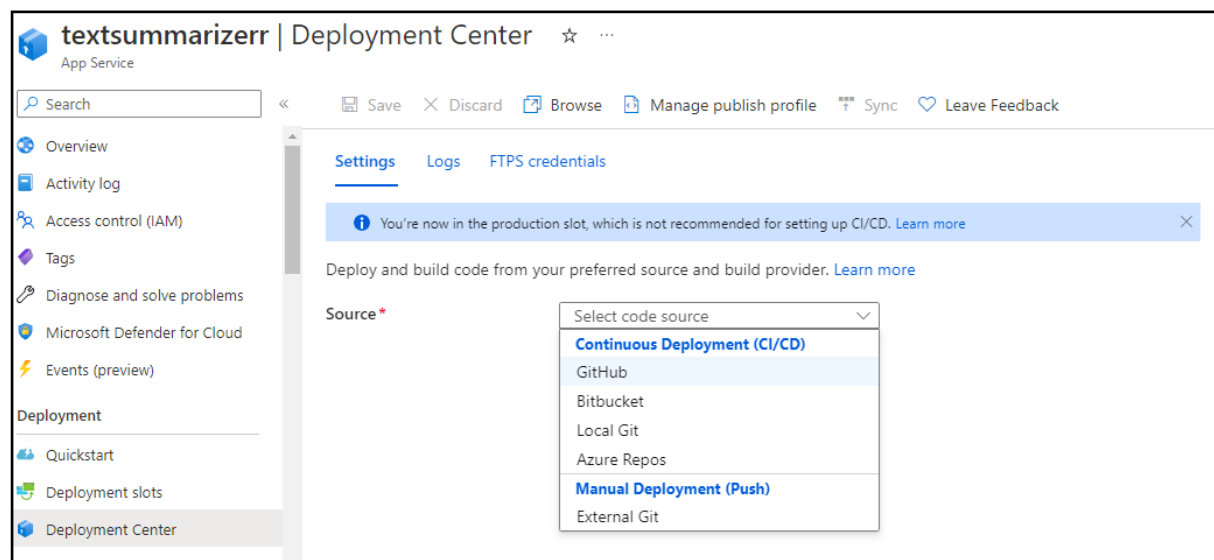 textsummarizerr | Deployment Center ☆ ...
App Service
Search «
Save Discard Browse Manage publish profile Sync Leave Feedback
Overview
Activity log
Access control (IAM)
Tags
Diagnose and solve problems
Microsoft Defender for Cloud
Events (preview)
Deployment
Quickstart
Deployment slots
Deployment Center
Settings Logs FTPS credentials
You're now in the production slot, which is not recommended for setting up CI/CD. Learn more
Deploy and build code from your preferred source and build provider. Learn more
Source* Select code source
Continuous Deployment (CI/CD)
GitHub
Bitbucket
Local Git
Azure Repos
Manual Deployment (Push)
External Git